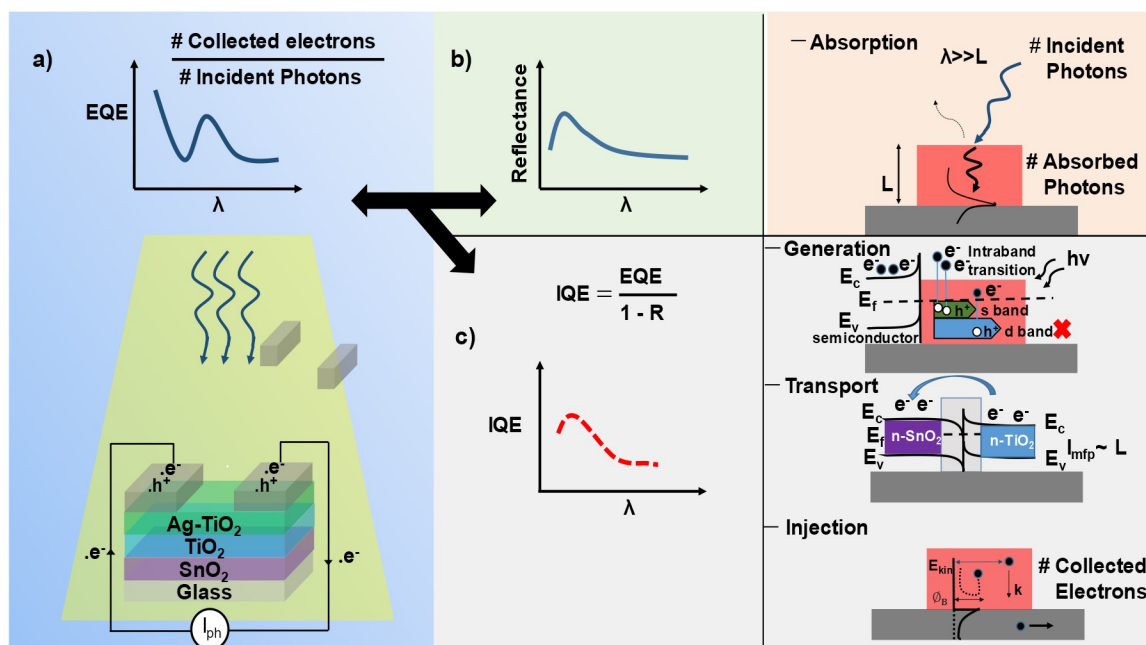 a)
# Collected electrons
# Incident Photons
EQE
λ
Ag-TiO₂
TiO₂
SnO₂
Glass
.e⁻
.h⁺
.e⁻
.h⁺
.e⁻
.e⁻
I_ph
b)
Reflectance
λ
c)
IQE = EQE
1 - R
IQE
λ
Absorption
λ>>L
# Incident
Photons
L
# Absorbed
Photons
Generation
e⁻
e⁻ e⁻
e⁻
Intraband
transition
hν
E_c
E_f
E_v
e⁻
h⁺ s band
h⁺ d band
semiconductor
Transport
e⁻ e⁻
e⁻ e⁻
E_c
E_f
E_v
n-SnO₂
n-TiO₂
E_c
E_v
l_mfp~ L
Injection
E_kin
k
∅_B
# Collected
Electrons